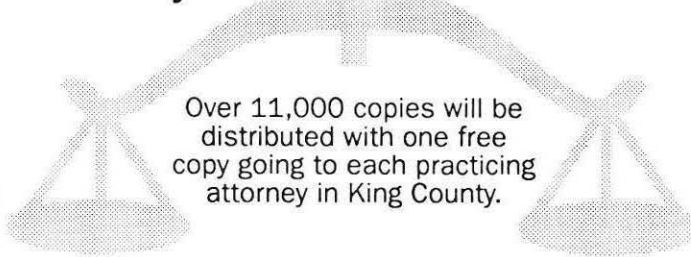 Over 11,000 copies will be
distributed with one free
copy going to each practicing
attorney in King County.